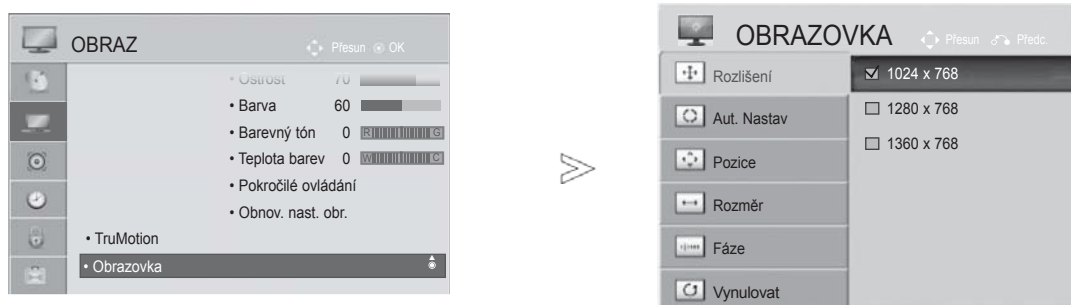 OBRAZ
Přesun OK
• Ostrost 70
• Barva 60
• Barevný tón 0 R G
• Teplota barev 0 W C
• Pokročilé ovládání
• Obnov. nast. obr.
• TruMotion
• Obrazovka
OBRAZOVKA
Přesun Předc.
Rozlišení
1024 x 768
Aut. Nastav
1280 x 768
1360 x 768
Pozice
Rozměr
Fáze
Vynulovat